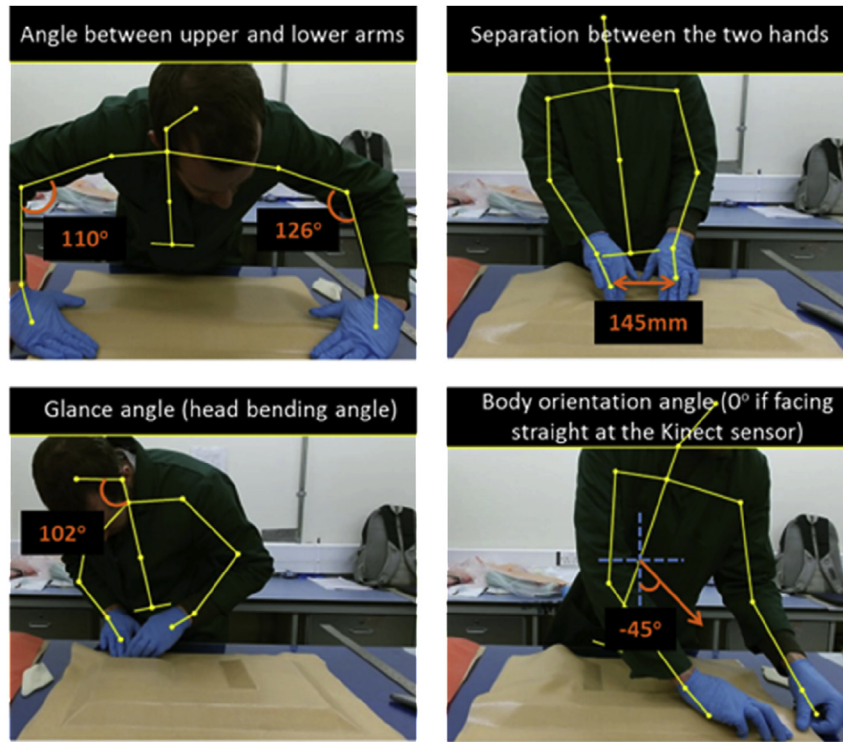 Angle between upper and lower arms
110°
126°
Separation between the two hands
145mm
Glance angle (head bending angle)
102°
Body orientation angle (0° if facing
straight at the Kinect sensor)
-45°